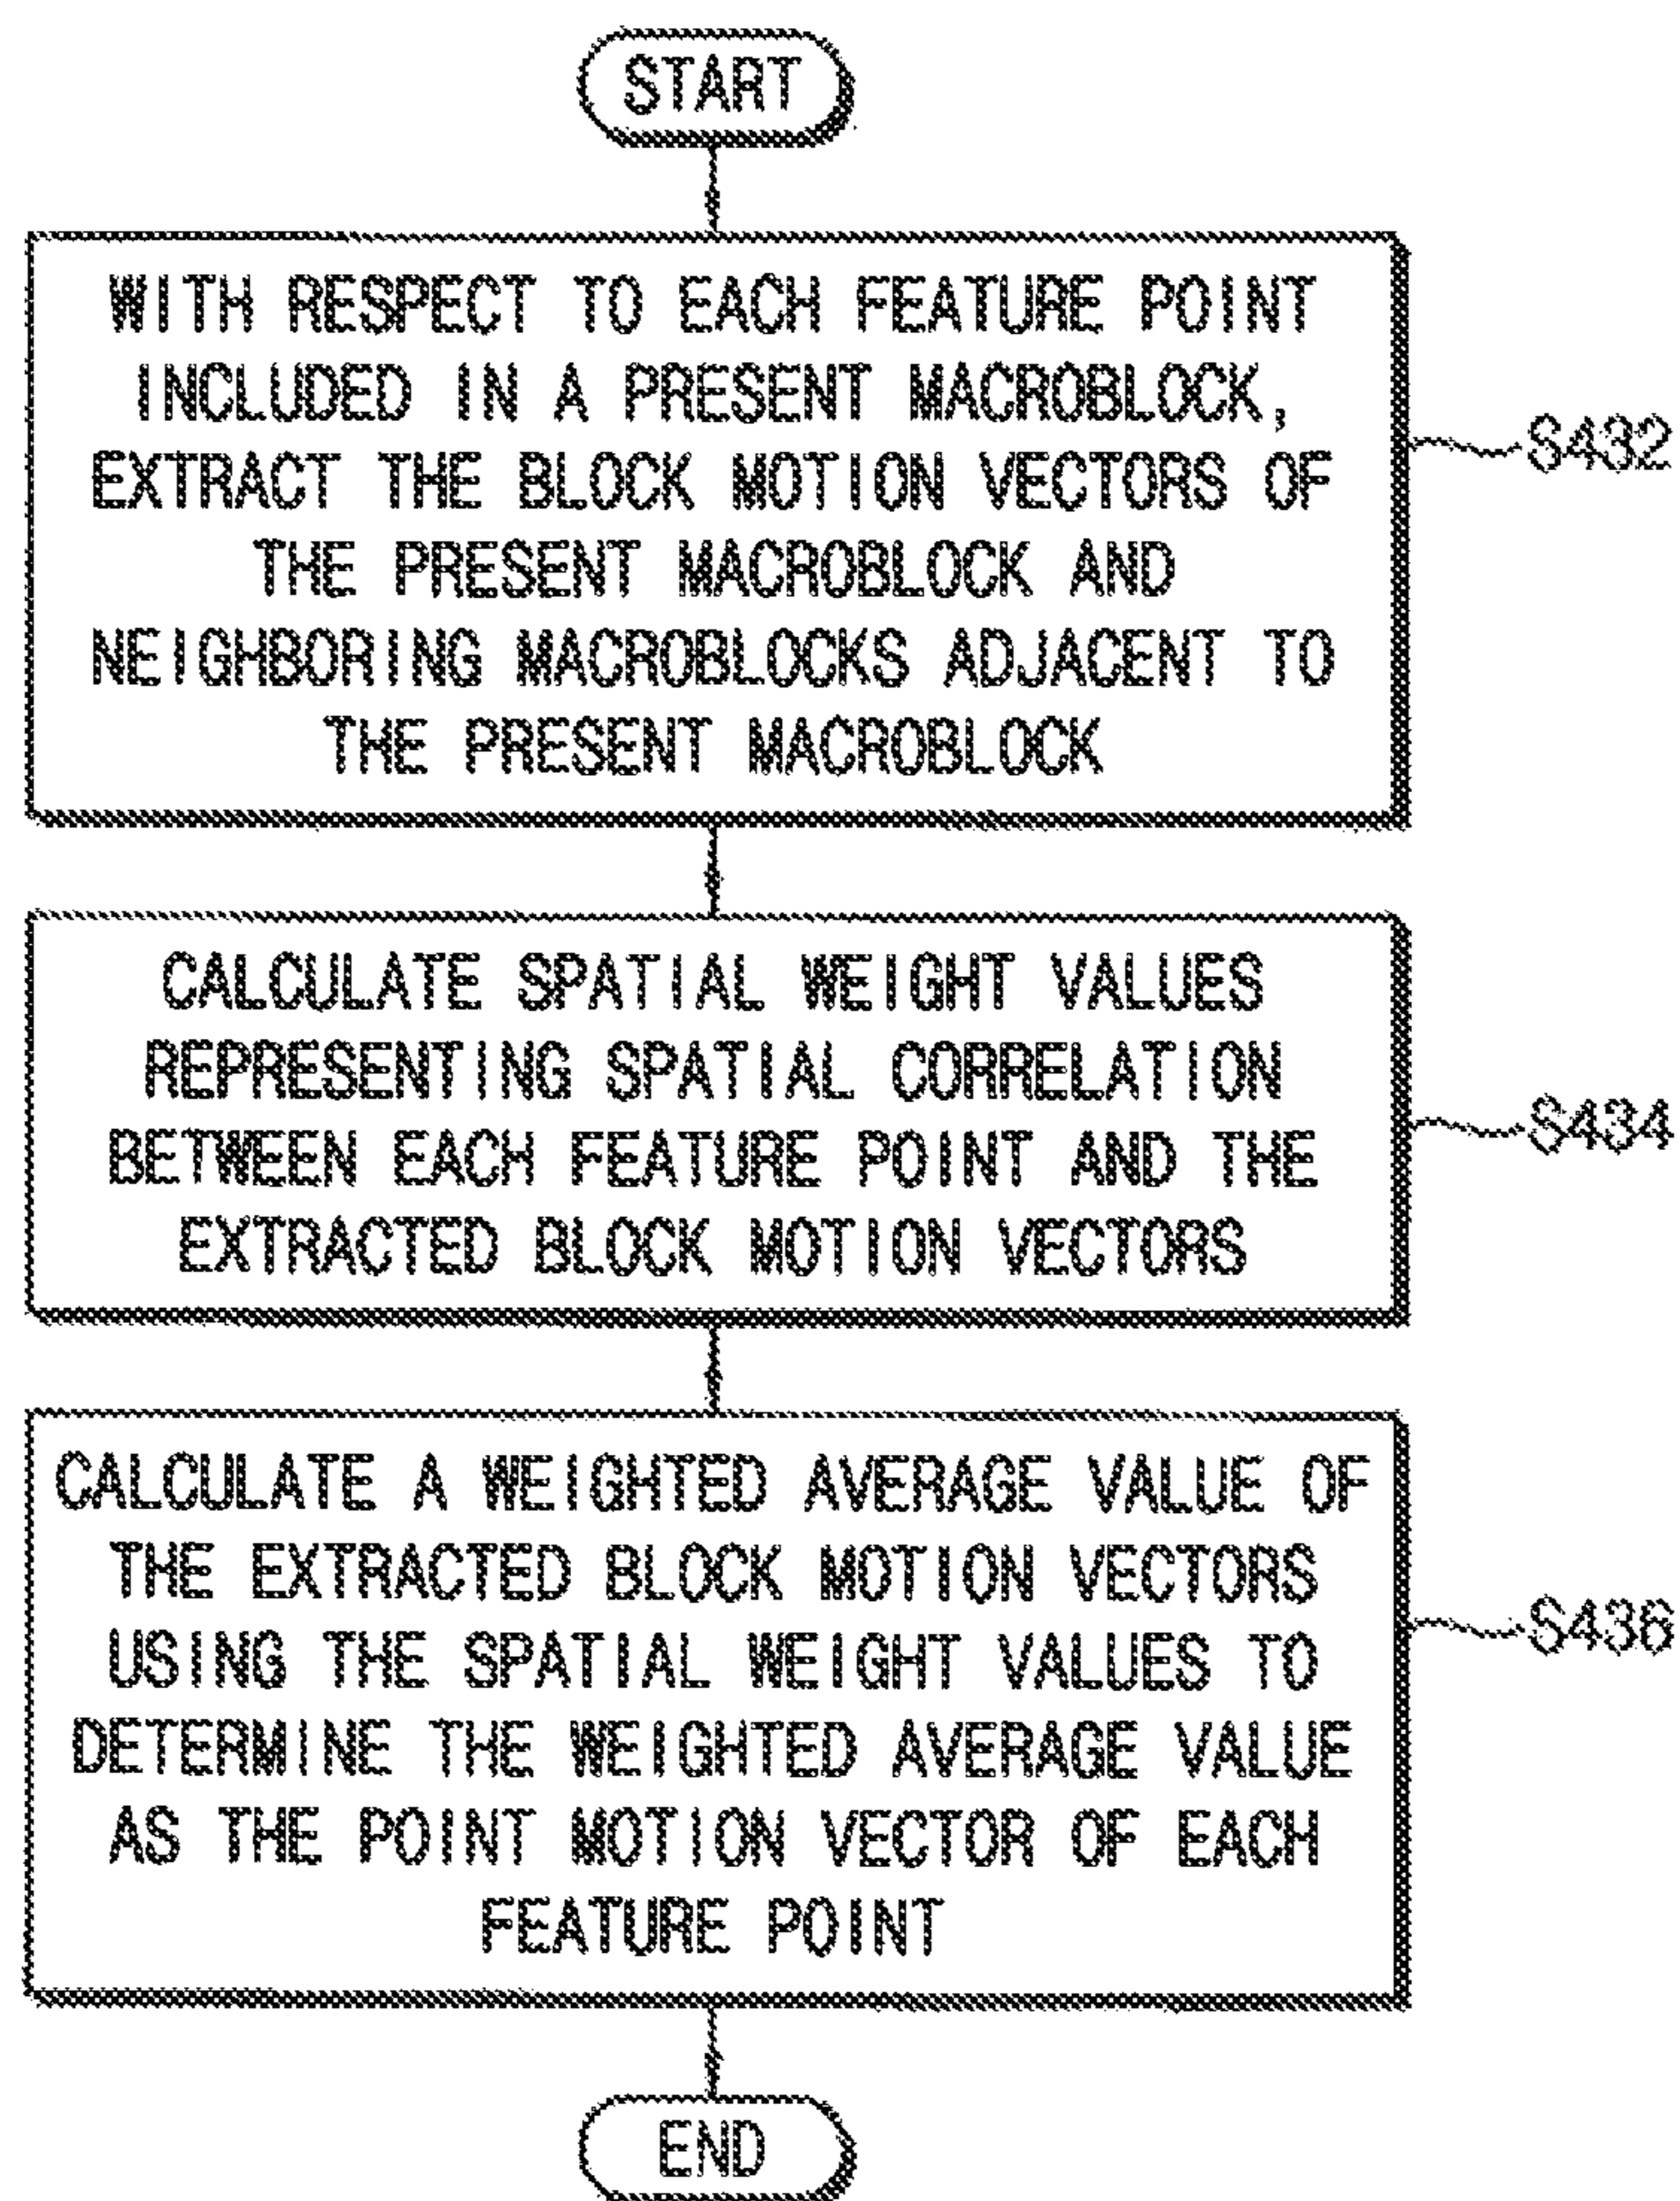 START
WITH RESPECT TO EACH FEATURE POINT
INCLUDED IN A PRESENT MACROBLOCK,
EXTRACT THE BLOCK MOTION VECTORS OF
THE PRESENT MACROBLOCK AND
NEIGHBORING MACROBLOCKS ADJACENT TO
THE PRESENT MACROBLOCK
S432
CALCULATE SPATIAL WEIGHT VALUES
REPRESENTING SPATIAL CORRELATION
BETWEEN EACH FEATURE POINT AND THE
EXTRACTED BLOCK MOTION VECTORS
S434
CALCULATE A WEIGHTED AVERAGE VALUE OF
THE EXTRACTED BLOCK MOTION VECTORS
USING THE SPATIAL WEIGHT VALUES TO
DETERMINE THE WEIGHTED AVERAGE VALUE
AS THE POINT MOTION VECTOR OF EACH
FEATURE POINT
S436
END